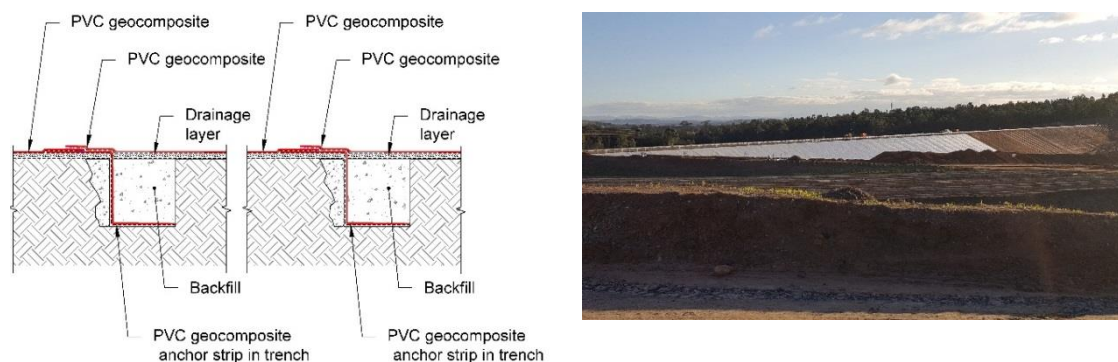 PVC geocomposite
PVC geocomposite
Drainage
layer
Backfill
PVC geocomposite
anchor strip in trench
PVC geocomposite
PVC geocomposite
Drainage
layer
Backfill
PVC geocomposite
anchor strip in trench